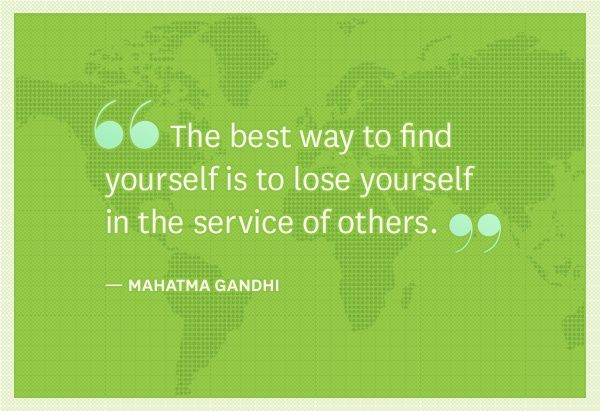 “ The best way to find
yourself is to lose yourself
in the service of others. ”
— MAHATMA GANDHI